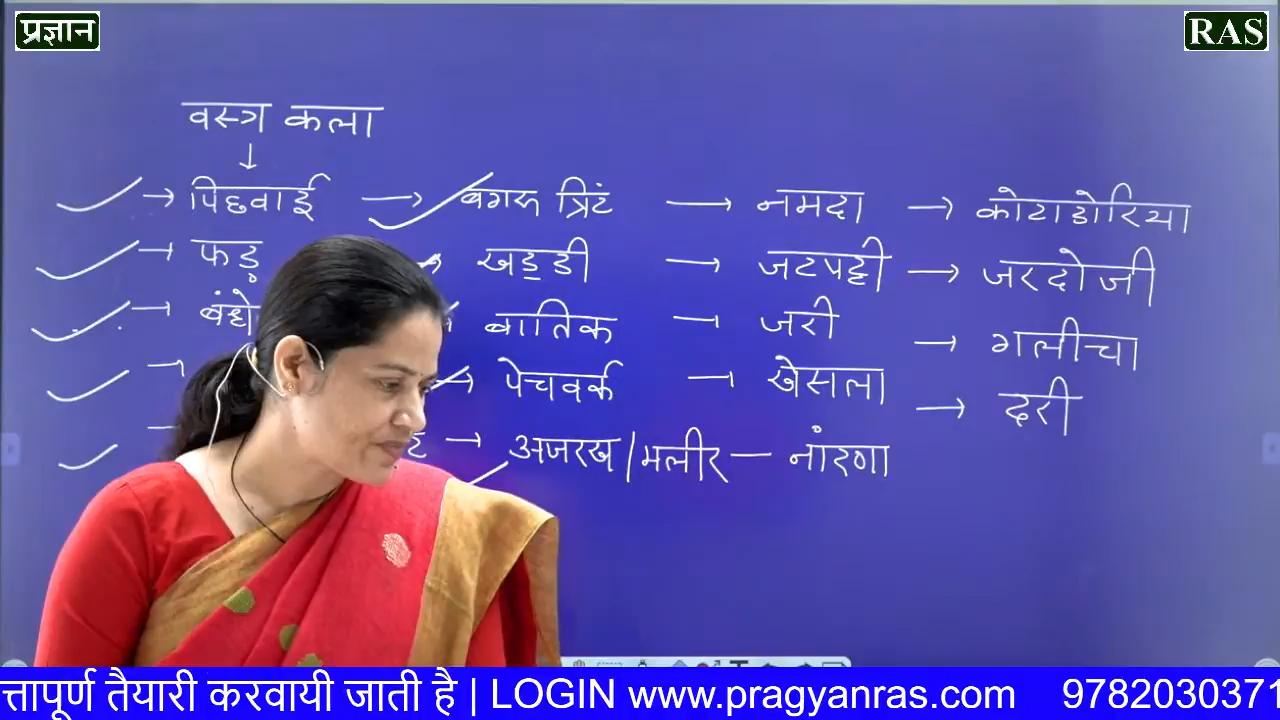 प्रज्ञान
RAS
वस्त्र कला
↓
→ पिछवाई → बगरु प्रिटं → नमदा → कोटाडोरिया
→ फड़ खड्डी → जटपट्टी → जरदोजी
→ बंधे बातिक → जरी → गलीचा
→ पेचवर्क → खेसला → दरी
→ अजरख/मलीर — नांरगा
त्तापूर्ण तैयारी करवायी जाती है | LOGIN www.pragyanras.com 9782030371